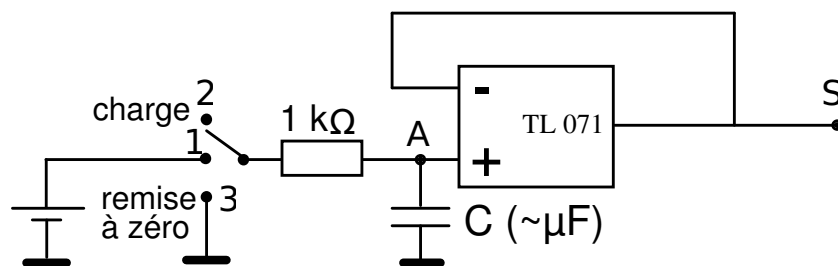 S
charge 2
1 kΩ
A
-
TL 071
1
+
remise
à zéro
3
C (~µF)